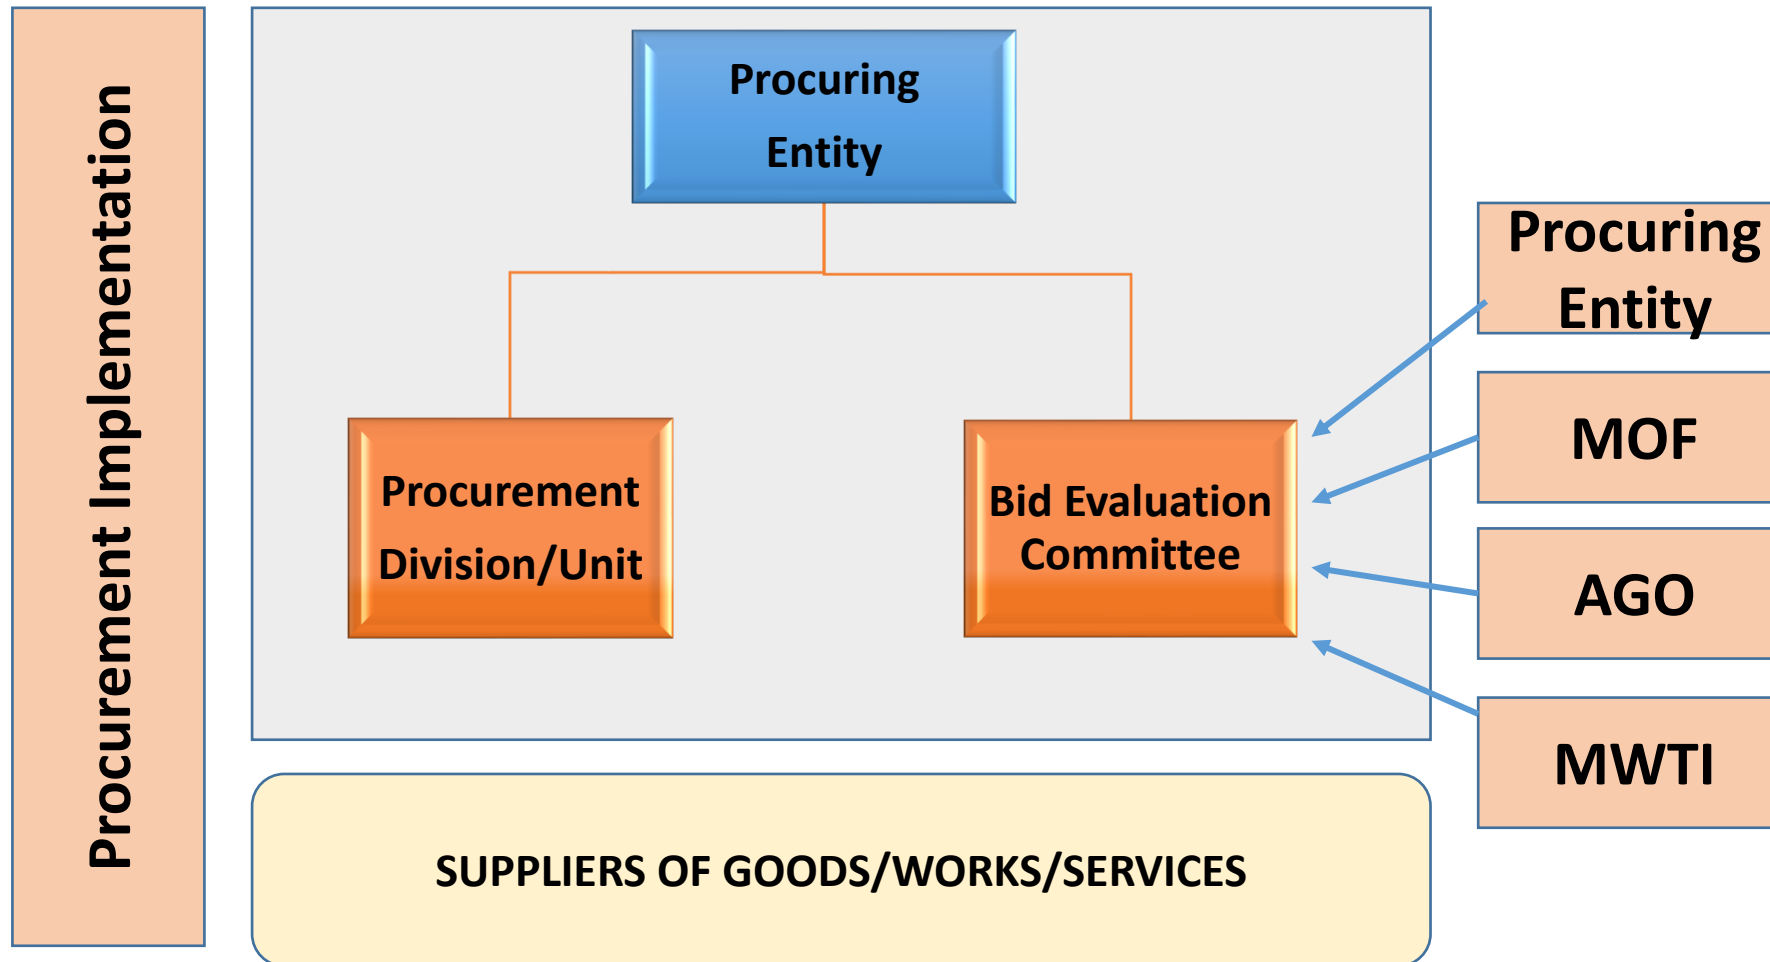 Procurement Implementation
Procuring
Entity
Procurement
Division/Unit
Bid Evaluation
Committee
Procuring
Entity
MOF
AGO
MWTI
SUPPLIERS OF GOODS/WORKS/SERVICES